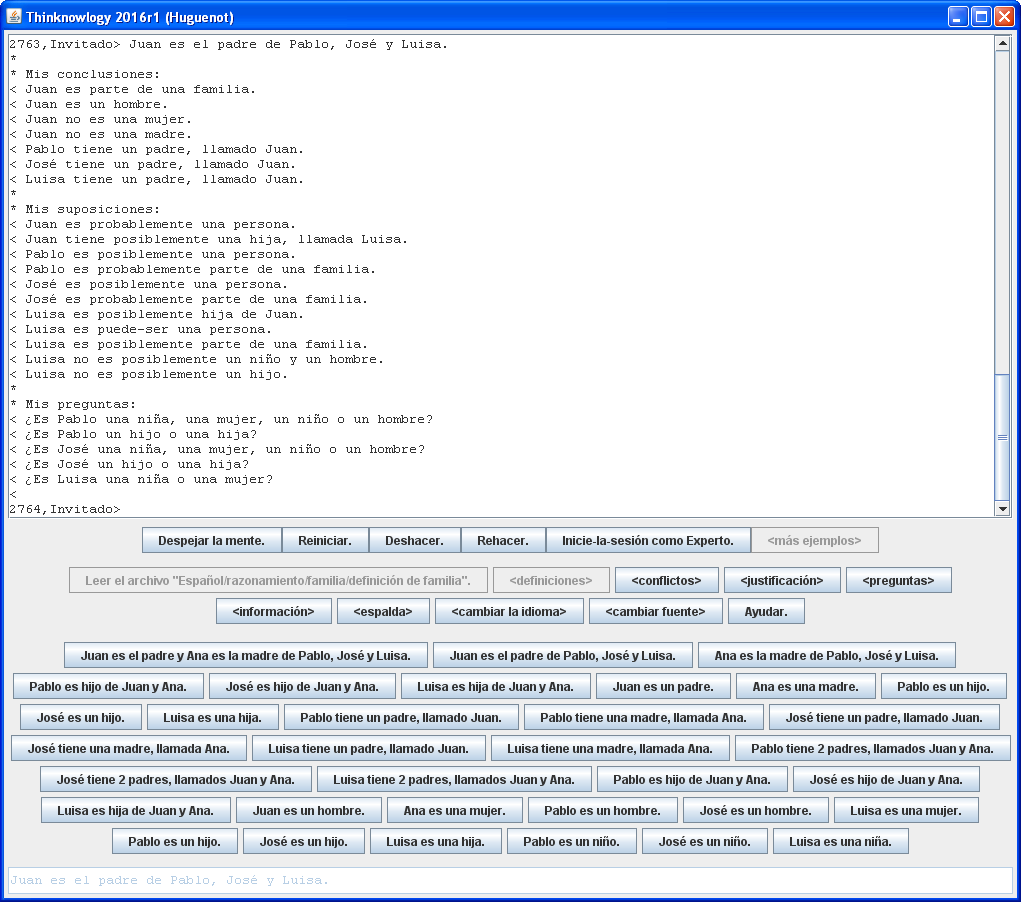 Thinknowlogy 2016r1 (Huguenot)
2763,Invitado> Juan es el padre de Pablo, José y Luisa.
*
* Mis conclusiones:
< Juan es parte de una familia.
< Juan es un hombre.
< Juan no es una mujer.
< Juan no es una madre.
< Pablo tiene un padre, llamado Juan.
< José tiene un padre, llamado Juan.
< Luisa tiene un padre, llamado Juan.
*
* Mis suposiciones:
< Juan es probablemente una persona.
< Juan tiene posiblemente una hija, llamada Luisa.
< Pablo es posiblemente una persona.
< Pablo es probablemente parte de una familia.
< José es posiblemente una persona.
< José es probablemente parte de una familia.
< Luisa es posiblemente hija de Juan.
< Luisa es puede-ser una persona.
< Luisa es posiblemente parte de una familia.
< Luisa no es posiblemente un niño y un hombre.
< Luisa no es posiblemente un hijo.
*
* Mis preguntas:
< ¿Es Pablo una niña, una mujer, un niño o un hombre?
< ¿Es Pablo un hijo o una hija?
< ¿Es José una niña, una mujer, un niño o un hombre?
< ¿Es José un hijo o una hija?
< ¿Es Luisa una niña o una mujer?
<
2764,Invitado>
Despejar la mente. Reiniciar. Deshacer. Rehacer. Inicie-la-sesión como Experto. <más ejemplos>
Leer el archivo "Español/razonamiento/familia/definición de familia". <definiciones> <conflictos> <justificación> <preguntas>
<información> <espalda> <cambiar la idioma> <cambiar fuente> Ayudar.
Juan es el padre y Ana es la madre de Pablo, José y Luisa. Juan es el padre de Pablo, José y Luisa. Ana es la madre de Pablo, José y Luisa.
Pablo es hijo de Juan y Ana. José es hijo de Juan y Ana. Luisa es hija de Juan y Ana. Juan es un padre. Ana es una madre. Pablo es un hijo.
José es un hijo. Luisa es una hija. Pablo tiene un padre, llamado Juan. Pablo tiene una madre, llamada Ana. José tiene un padre, llamado Juan.
José tiene una madre, llamada Ana. Luisa tiene un padre, llamado Juan. Luisa tiene una madre, llamada Ana. Pablo tiene 2 padres, llamados Juan y Ana.
José tiene 2 padres, llamados Juan y Ana. Luisa tiene 2 padres, llamados Juan y Ana. Pablo es hijo de Juan y Ana. José es hijo de Juan y Ana.
Luisa es hija de Juan y Ana. Juan es un hombre. Ana es una mujer. Pablo es un hombre. José es un hombre. Luisa es una mujer.
Pablo es un hijo. José es un hijo. Luisa es una hija. Pablo es un niño. José es un niño. Luisa es una niña.
Juan es el padre de Pablo, José y Luisa.